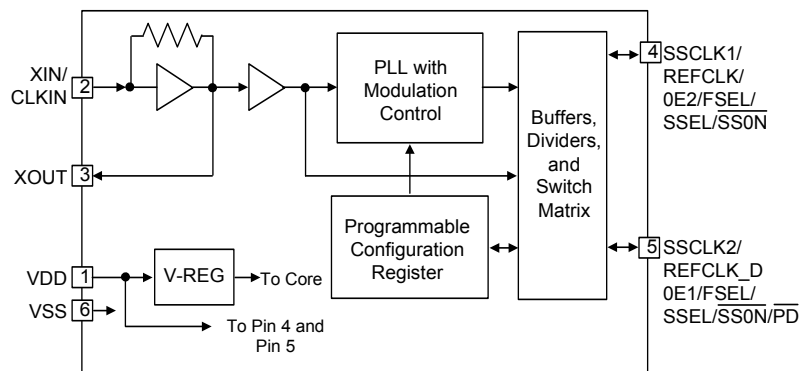 XIN/
CLKIN
2
XOUT
3
VDD
1
VSS
6
V-REG
To Core
To Pin 4 and
Pin 5
PLL with
Modulation
Control
Programmable
Configuration
Register
Buffers,
Dividers,
and
Switch
Matrix
4
SSCLK1/
REFCLK/
0E2/FSEL/
SSEL/SS0N
5
SSCLK2/
REFCLK_D
0E1/FSEL/
SSEL/SS0N/PD